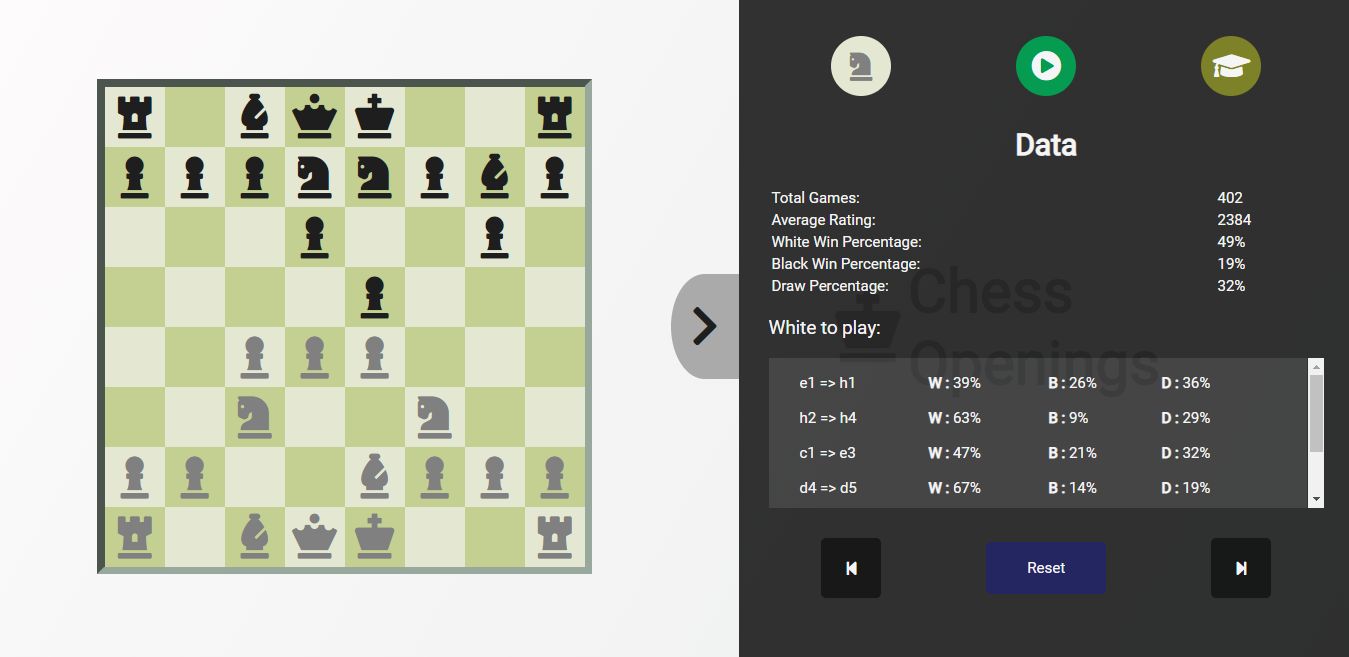 Data
Total Games: 402
Average Rating: 2384
White Win Percentage: 49%
Black Win Percentage: 19%
Draw Percentage: 32%
Chess
Openings
White to play:
e1 => h1 W : 39% B : 26% D : 36%
h2 => h4 W : 63% B : 9% D : 29%
c1 => e3 W : 47% B : 21% D : 32%
d4 => d5 W : 67% B : 14% D : 19%
Reset